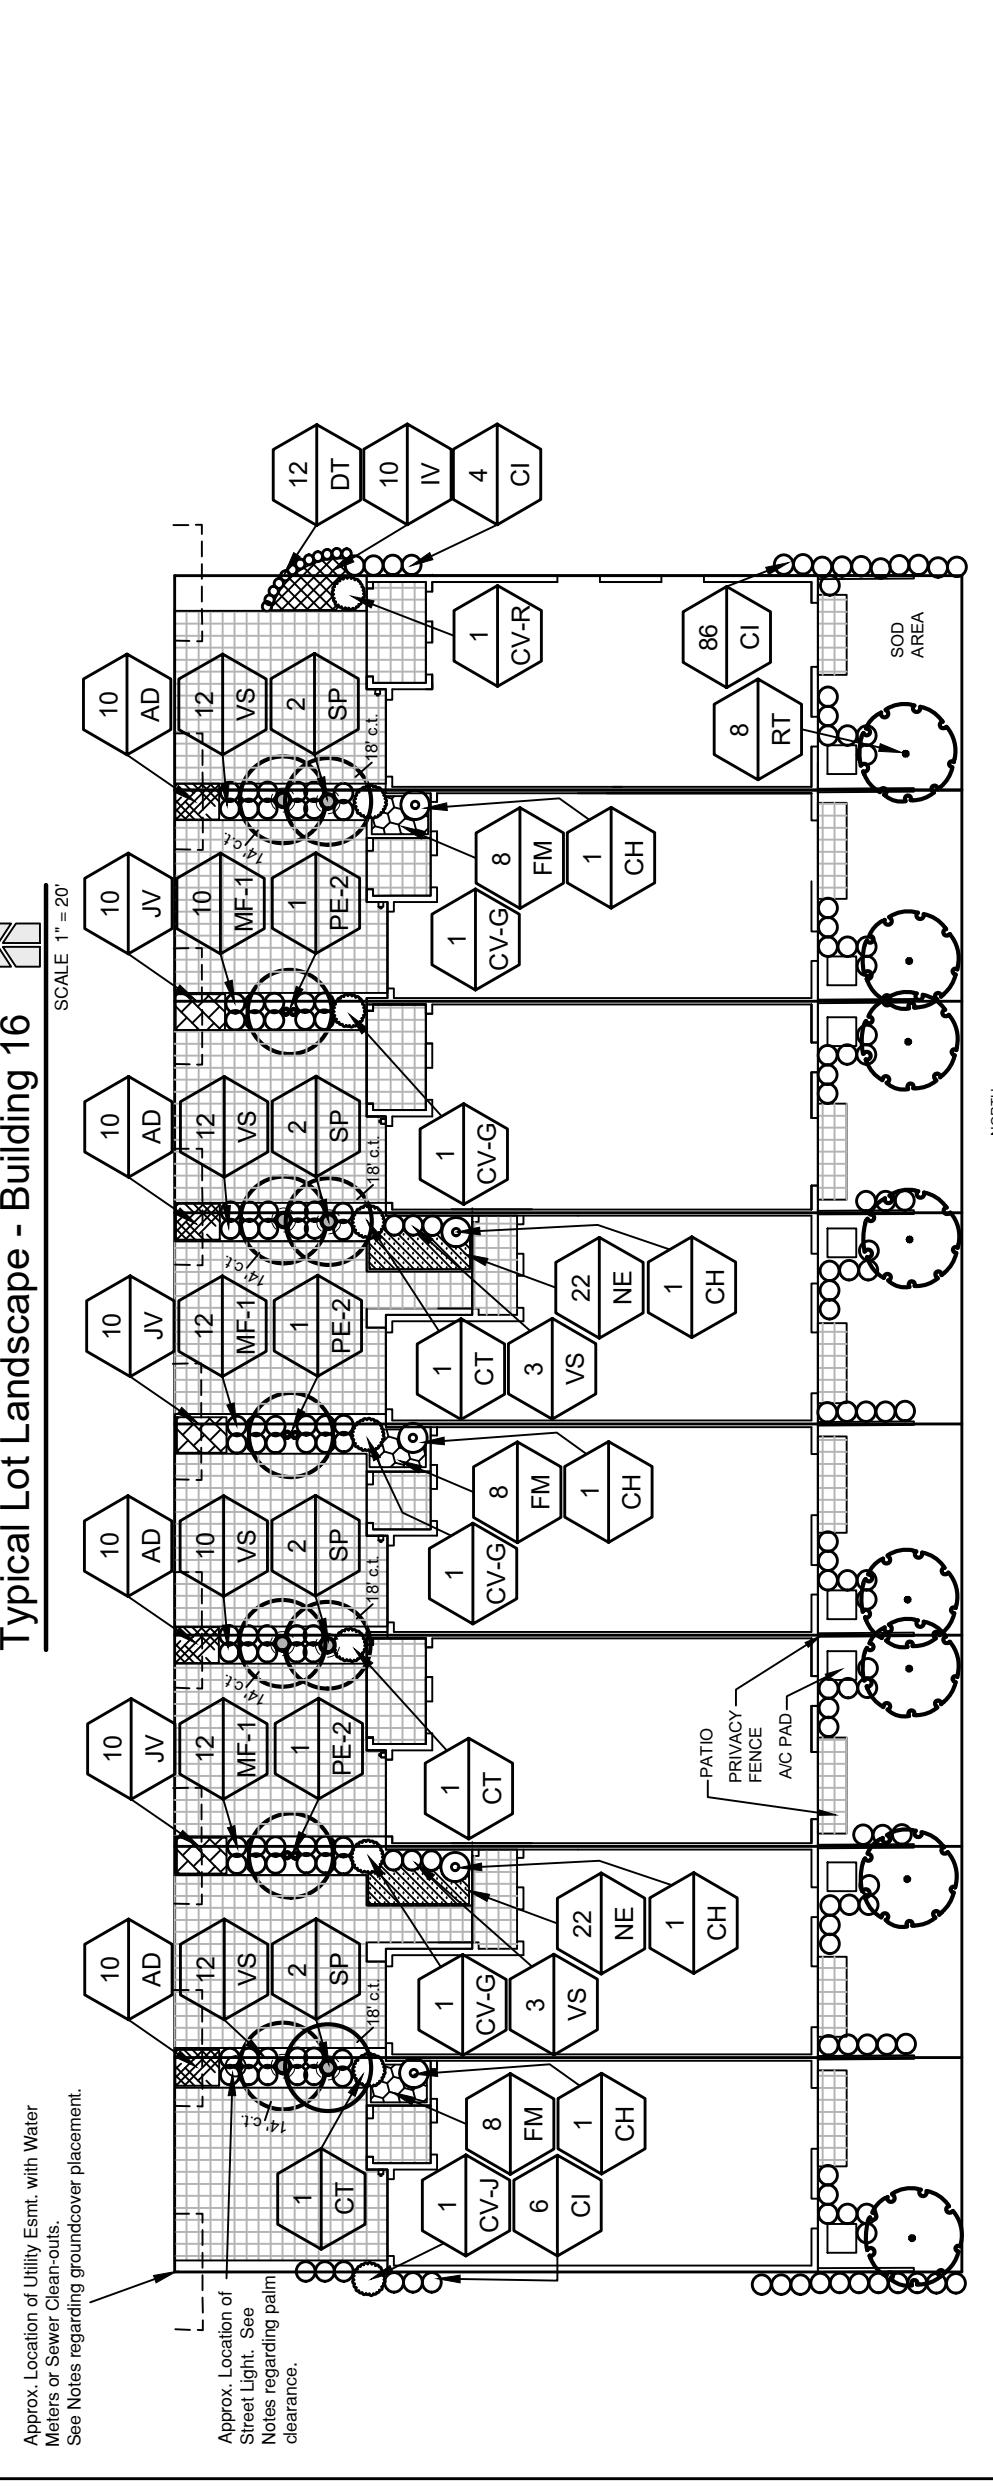 Typical Lot Landscape - Building 16
SCALE 1" = 20'
Approx. Location of Utility Esmt. with Water
Meters or Sewer Clean-outs.
See Notes regarding groundcover placement.
Approx. Location of
Street Light. See
Notes regarding palm
clearance.
10
AD
12
VS
2
SP
14' c.t.
18' c.t.
1
CT
1
CV-J
6
CI
8
FM
1
CH
10
JV
12
MF-1
1
PE-2
1
CV-G
3
VS
22
NE
1
CH
10
AD
10
VS
2
SP
14' c.t.
18' c.t.
1
CT
10
JV
12
MF-1
1
PE-2
1
CV-G
8
FM
1
CH
10
AD
12
VS
2
SP
14' c.t.
18' c.t.
1
CT
3
VS
22
NE
1
CH
10
JV
10
MF-1
1
PE-2
1
CV-G
10
AD
12
VS
2
SP
14' c.t.
18' c.t.
1
CV-G
8
FM
1
CH
12
DT
10
IV
4
CI
1
CV-R
86
CI
8
RT
PATIO
PRIVACY
FENCE
A/C PAD
SOD
AREA
NORTH